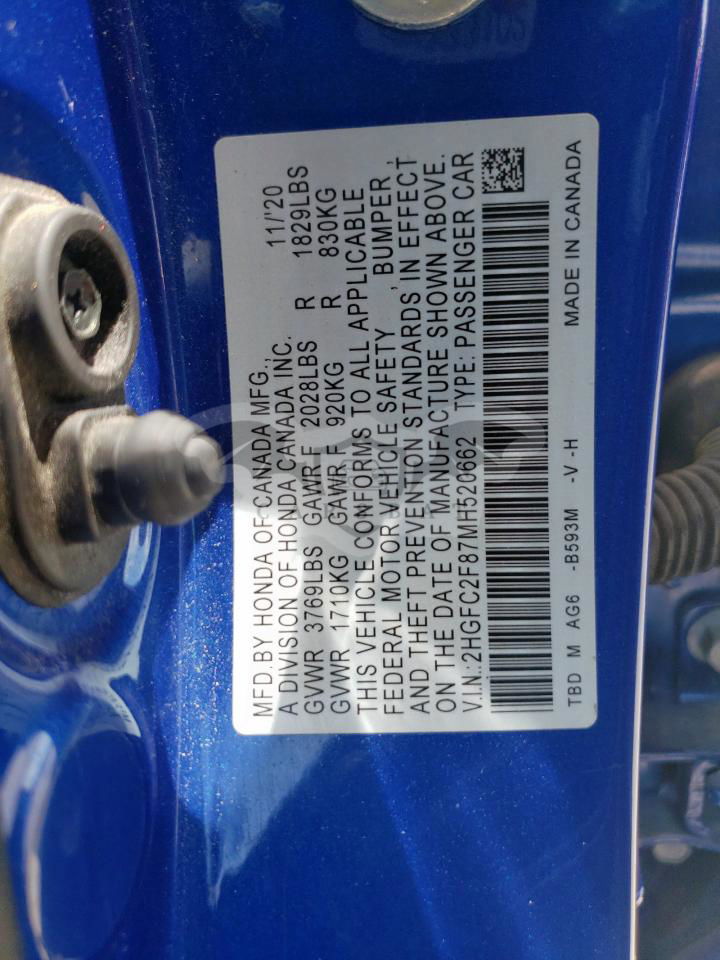 MFD.BY HONDA OF CANADA MFG., 11/'20
A DIVISION OF HONDA CANADA INC.
GVWR 3769LBS GAWR F 2028LBS R 1829LBS
GVWR 1710KG GAWR F 920KG R 830KG
THIS VEHICLE CONFORMS TO ALL APPLICABLE
FEDERAL MOTOR VEHICLE SAFETY , BUMPER ,
AND THEFT PREVENTION STANDARDS IN EFFECT
ON THE DATE OF MANUFACTURE SHOWN ABOVE.
V.I.N.:2HGFC2F87MH520662 TYPE: PASSENGER CAR
TBD M AG6 -B593M -V -H MADE IN CANADA